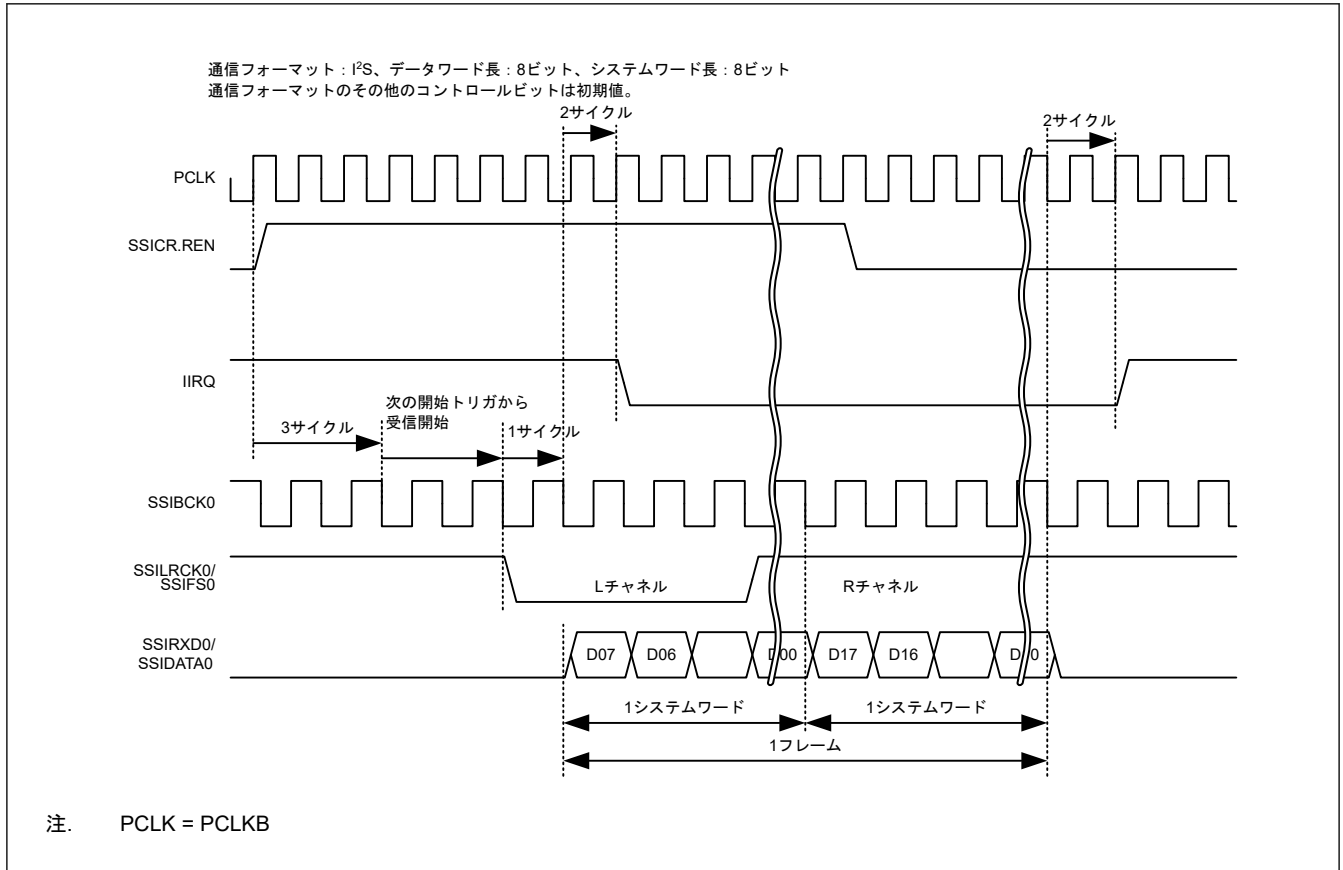 通信フォーマット：I²S、データワード長：8ビット、システムワード長：8ビット
通信フォーマットのその他のコントロールビットは初期値。
2サイクル
2サイクル
PCLK
SSICR.REN
IIRQ
次の開始トリガから
受信開始
3サイクル
1サイクル
SSIBCK0
SSILRCK0/
SSIFS0
Lチャネル
Rチャネル
SSIRXD0/
SSIDATA0
D07
D06
D00
D17
D16
1システムワード
1システムワード
1フレーム
注. PCLK = PCLKB